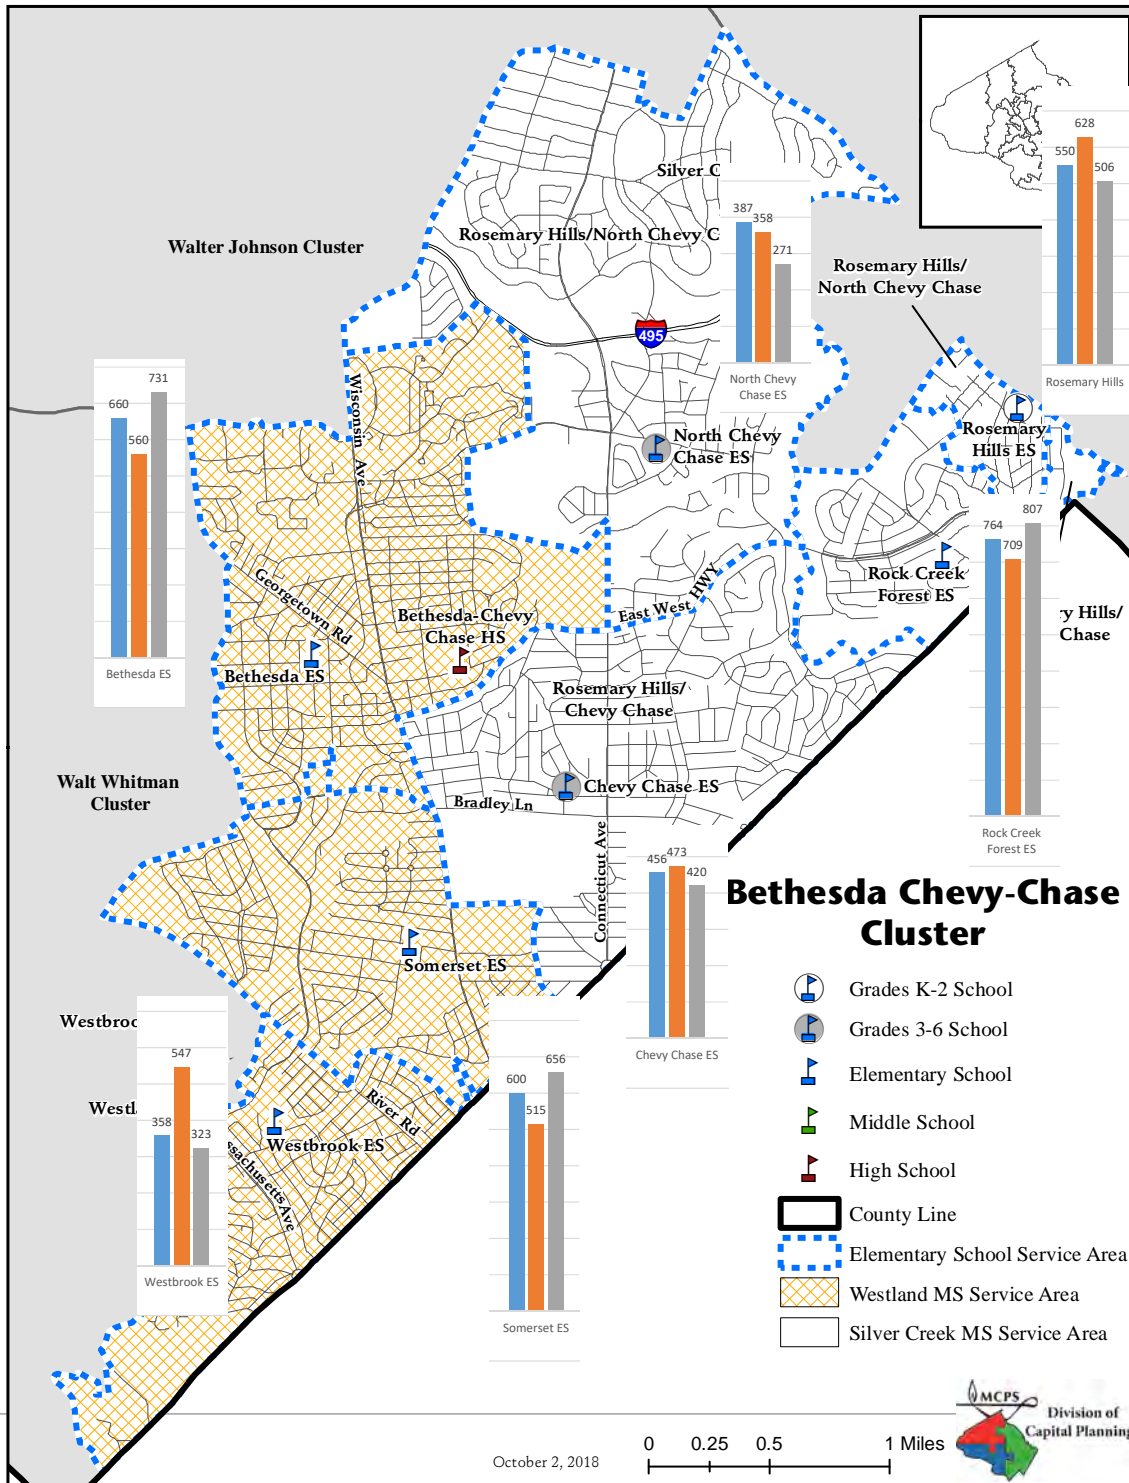 Silver C
Rosemary Hills/North Chevy C
Walter Johnson Cluster
387
358
271
North Chevy
Chase ES
550
628
506
Rosemary Hills
Rosemary Hills/
North Chevy Chase
495
Wisconsin Ave
660
560
731
Bethesda ES
North Chevy
Chase ES
Rosemary
Hills ES
764
709
807
Rock Creek
Forest ES
Rock Creek
Forest ES
ry Hills/
Chase
Georgetown Rd
East West HWY
Bethesda-Chevy
Chase HS
Bethesda ES
Rosemary Hills/
Chevy Chase
Walt Whitman
Cluster
Chevy Chase ES
Bradley Ln
Connecticut Ave
456
473
420
Chevy Chase ES
Bethesda Chevy-Chase
Cluster
Somerset ES
Westbroo
Westl
358
547
323
Westbrook ES
600
515
656
Somerset ES
River Rd
Westbrook ES
ssachusetts Ave
Grades K-2 School
Grades 3-6 School
Elementary School
Middle School
High School
County Line
Elementary School Service Area
Westland MS Service Area
Silver Creek MS Service Area
October 2, 2018
0 0.25 0.5 1 Miles
MCPS
Division of
Capital Planning